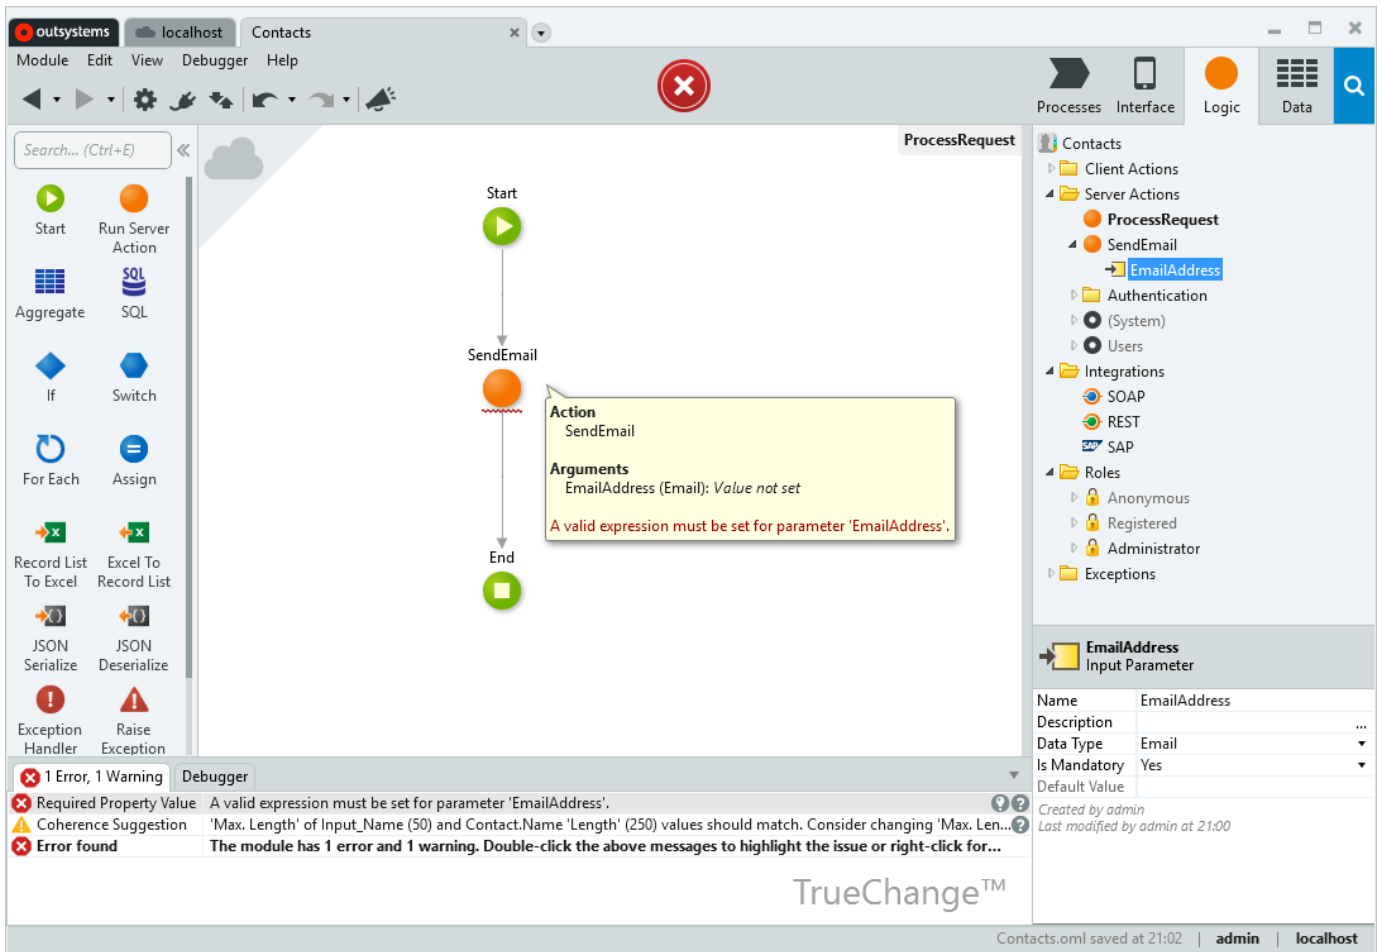 outsystems
localhost
Contacts
Module Edit View Debugger Help
Processes
Interface
Logic
Data
Search... (Ctrl+E)
Start
Run Server
Action
Aggregate
SQL
SQL
If
Switch
For Each
Assign
Record List
To Excel
Excel To
Record List
JSON
Serialize
JSON
Deserialize
Exception
Handler
Raise
Exception
ProcessRequest
Start
SendEmail
End
Action
SendEmail
Arguments
EmailAddress (Email): Value not set
A valid expression must be set for parameter 'EmailAddress'.
Contacts
Client Actions
Server Actions
ProcessRequest
SendEmail
EmailAddress
Authentication
(System)
Users
Integrations
SOAP
REST
SAP SAP
Roles
Anonymous
Registered
Administrator
Exceptions
EmailAddress
Input Parameter
Name EmailAddress
Description ...
Data Type Email
Is Mandatory Yes
Default Value
Created by admin
Last modified by admin at 21:00
1 Error, 1 Warning
Debugger
Required Property Value A valid expression must be set for parameter 'EmailAddress'.
Coherence Suggestion 'Max. Length' of Input_Name (50) and Contact.Name 'Length' (250) values should match. Consider changing 'Max. Len...
Error found The module has 1 error and 1 warning. Double-click the above messages to highlight the issue or right-click for...
TrueChange™
Contacts.oml saved at 21:02 | admin | localhost